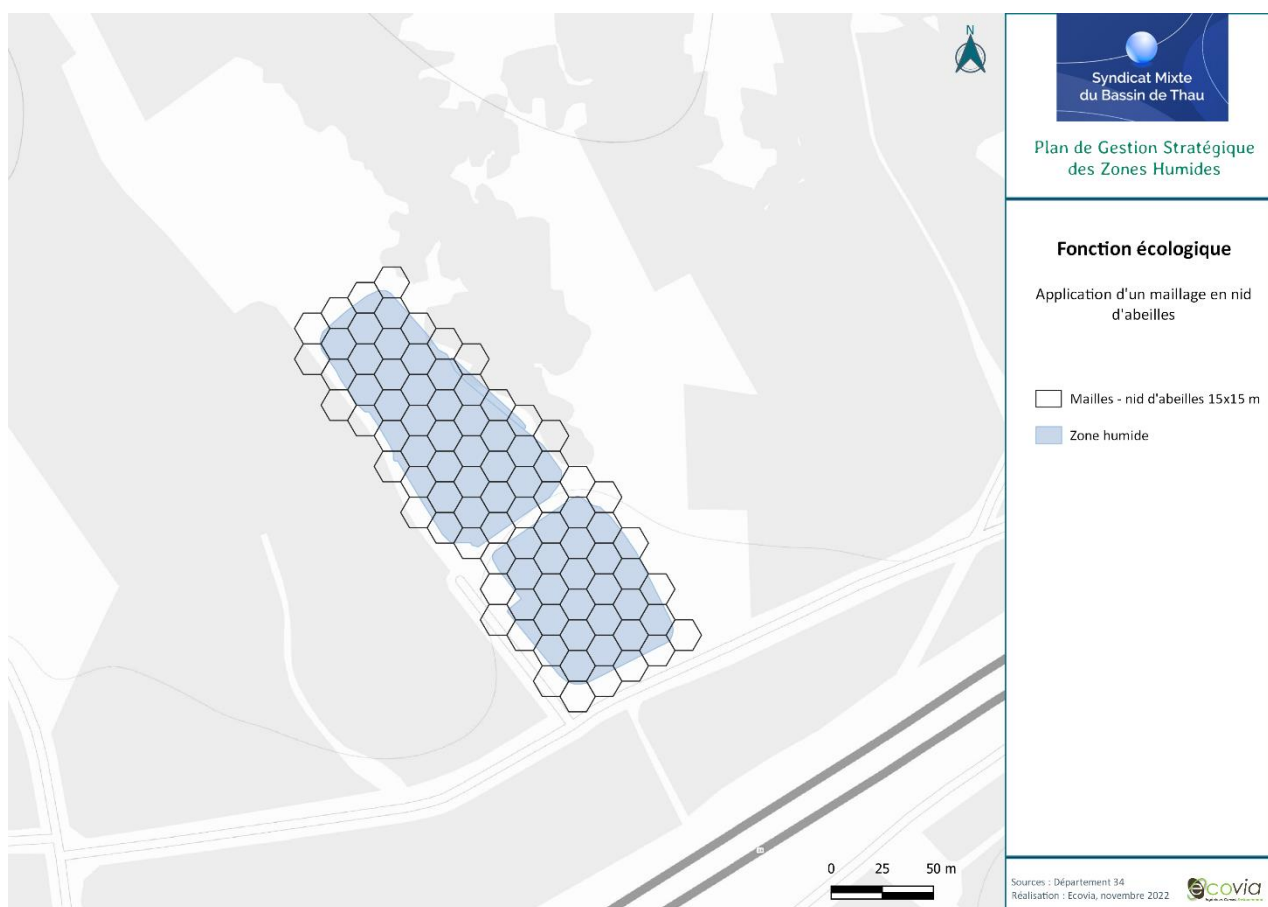 N
Syndicat Mixte
du Bassin de Thau
Plan de Gestion Stratégique
des Zones Humides
Fonction écologique
Application d'un maillage en nid
d'abeilles
Mailles - nid d'abeilles 15x15 m
Zone humide
0 25 50 m
Sources : Département 34
Réalisation : Ecovia, novembre 2022
ecovia